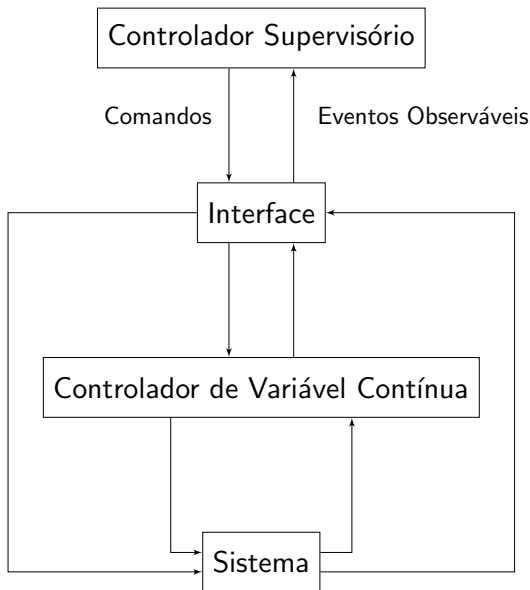 Controlador Supervisório
Comandos
Eventos Observáveis
Interface
Controlador de Variável Contínua
Sistema